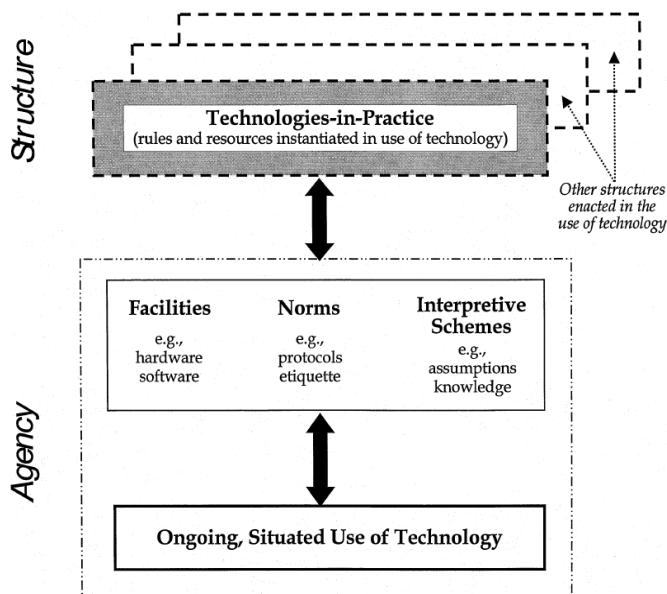 Structure
Technologies-in-Practice
(rules and resources instantiated in use of technology)
Other structures
enacted in the
use of technology
Agency
Facilities
e.g.,
hardware
software
Norms
e.g.,
protocols
etiquette
Interpretive
Schemes
e.g.,
assumptions
knowledge
Ongoing, Situated Use of Technology